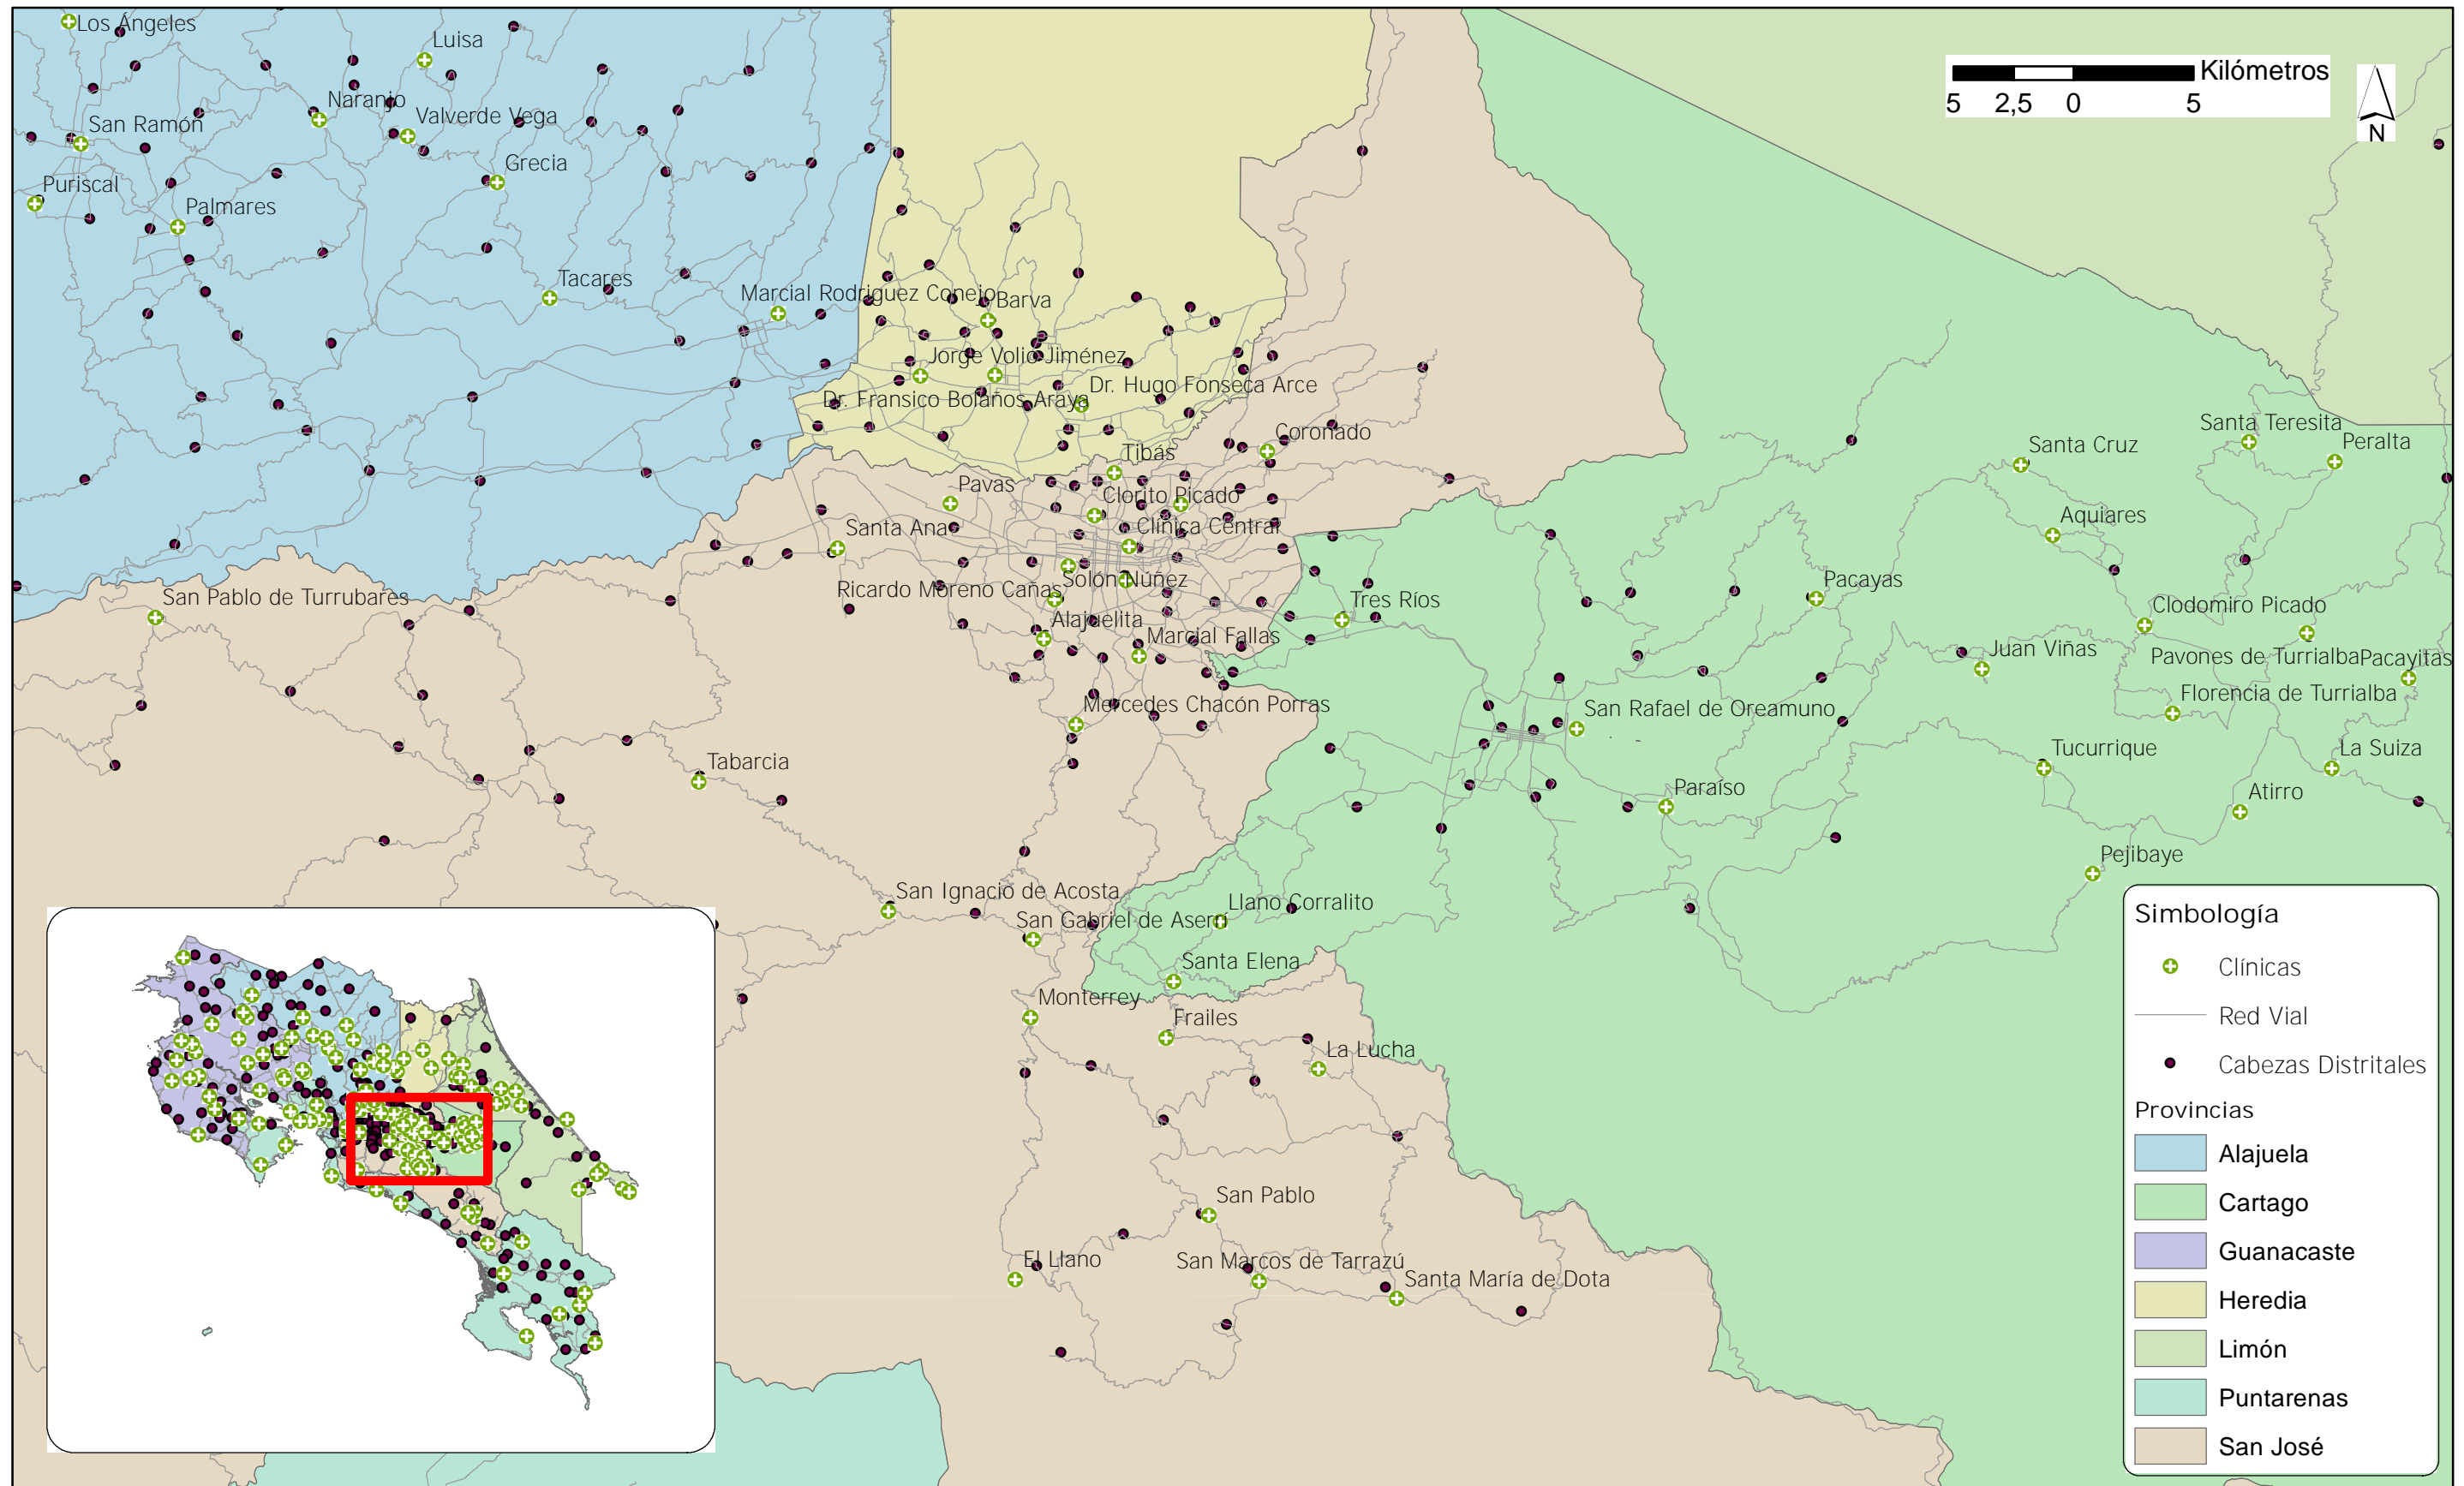 Los Ángeles
Luisa
Kilómetros
5 2,5 0 5
N
Naranjo
Valverde Vega
San Ramón
Grecia
Puriscal
Palmares
Tacares
Marcial Rodriguez Conejo
Barva
Jorge Volio Jiménez
Dr. Hugo Fonseca Arce
Dr. Fransico Bolaños Araya
Coronado
Santa Teresita
Peralta
Santa Cruz
Tibás
Pavas
Clorito Picado
Aquiares
Santa Ana
Clínica Central
Solón Núñez
Ricardo Moreno Cañas
Pacayas
San Pablo de Turrubares
Tres Ríos
Clodomiro Picado
Alajuelita
Marcial Fallas
Juan Viñas
Pavones de Turrialba
Pacayitas
Florencia de Turrialba
Mercedes Chacón Porras
San Rafael de Oreamuno
Tucurrique
La Suiza
Tabarcia
Paraíso
Atirro
Pejibaye
San Ignacio de Acosta
Llano Corralito
San Gabriel de Aserrí
Santa Elena
Monterrey
Frailes
La Lucha
San Pablo
El Llano
San Marcos de Tarrazú
Santa María de Dota
Simbología
Clínicas
Red Vial
Cabezas Distritales
Provincias
Alajuela
Cartago
Guanacaste
Heredia
Limón
Puntarenas
San José